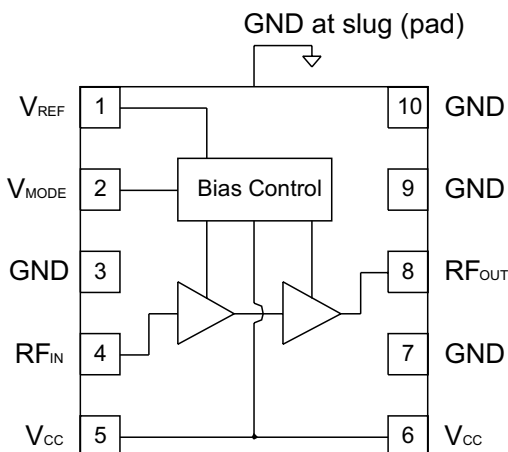 GND at slug (pad)
VREF 1
10 GND
VMODE 2
Bias Control
9 GND
GND 3
8 RFOUT
RFIN 4
7 GND
VCC 5
6 VCC